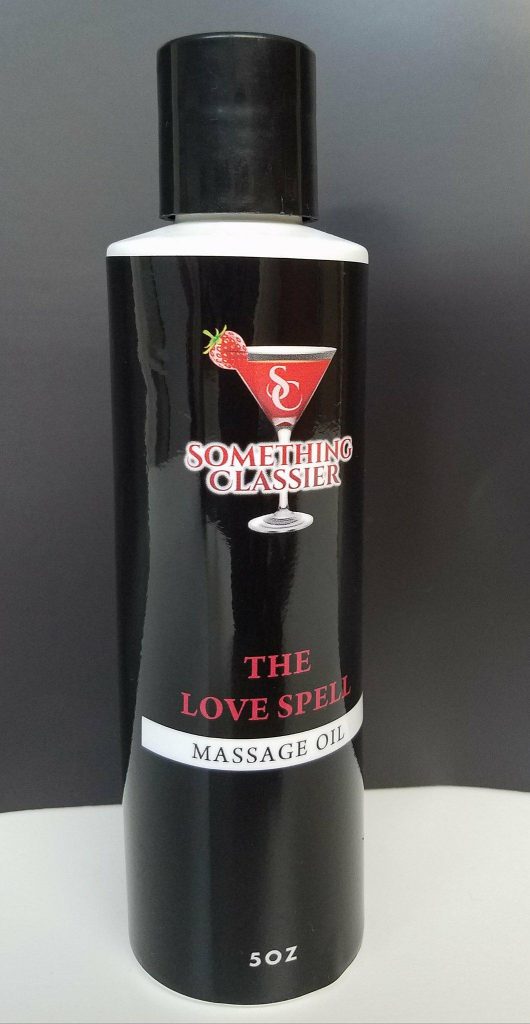 SC
SOMETHING
CLASSIER
THE
LOVE SPELL
MASSAGE OIL
5OZ